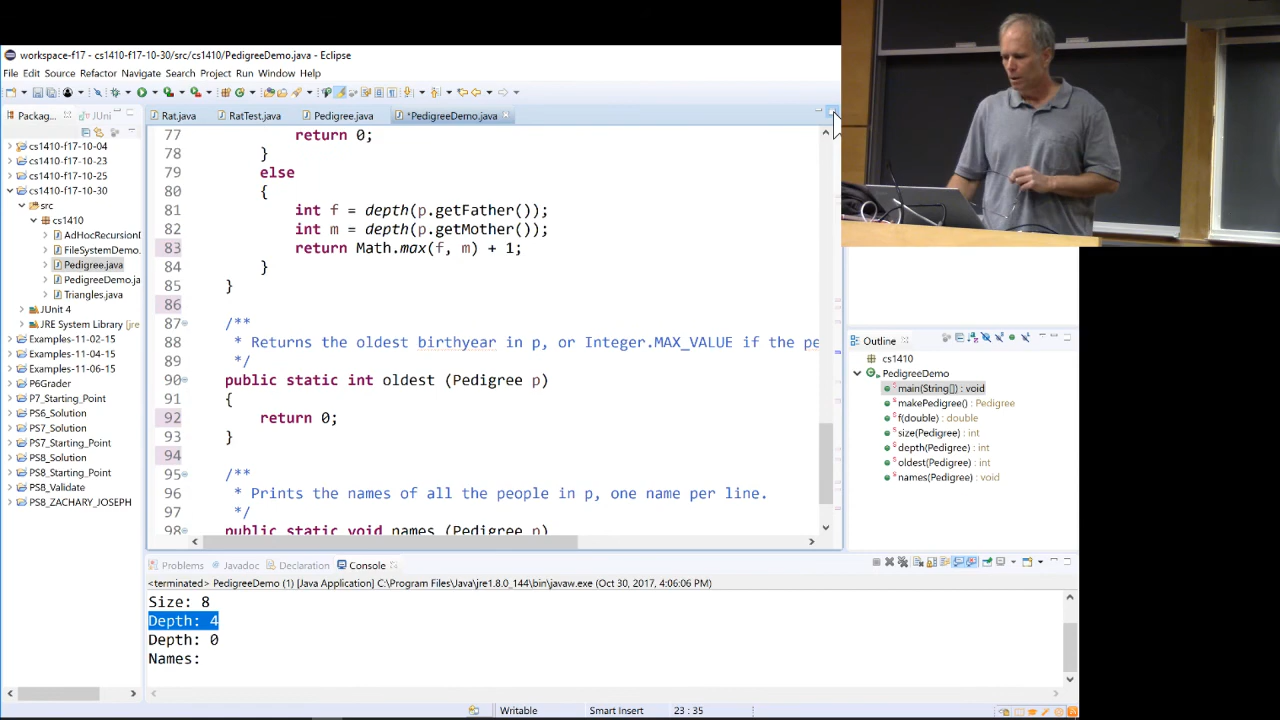 workspace-f17 - cs1410-f17-10-30/src/cs1410/PedigreeDemo.java - Eclipse
File Edit Source Refactor Navigate Search Project Run Window Help
Packag... JUni
Rat.java RatTest.java Pedigree.java *PedigreeDemo.java
cs1410-f17-10-04
cs1410-f17-10-23
cs1410-f17-10-25
cs1410-f17-10-30
src
cs1410
AdHocRecursionD
FileSystemDemo.
Pedigree.java
PedigreeDemo.ja
Triangles.java
JUnit 4
JRE System Library [jre
Examples-11-02-15
Examples-11-04-15
Examples-11-06-15
P6Grader
P7_Starting_Point
PS6_Solution
PS7_Solution
PS7_Starting_Point
PS8_Solution
PS8_Starting_Point
PS8_Validate
PS8_ZACHARY_JOSEPH
77 return 0;
78 }
79 else
80 {
81 int f = depth(p.getFather());
82 int m = depth(p.getMother());
83 return Math.max(f, m) + 1;
84 }
85 }
86
87 /**
88 * Returns the oldest birthyear in p, or Integer.MAX_VALUE if the pe
89 */
90 public static int oldest (Pedigree p)
91 {
92 return 0;
93 }
94
95 /**
96 * Prints the names of all the people in p, one name per line.
97 */
98 public static void names (Pedigree p)
Outline
cs1410
PedigreeDemo
main(String[]) : void
makePedigree() : Pedigree
f(double) : double
size(Pedigree) : int
depth(Pedigree) : int
oldest(Pedigree) : int
names(Pedigree) : void
Problems Javadoc Declaration Console
<terminated> PedigreeDemo (1) [Java Application] C:\Program Files\Java\jre1.8.0_144\bin\javaw.exe (Oct 30, 2017, 4:06:06 PM)
Size: 8
Depth: 4
Depth: 0
Names:
Writable Smart Insert 23 : 35